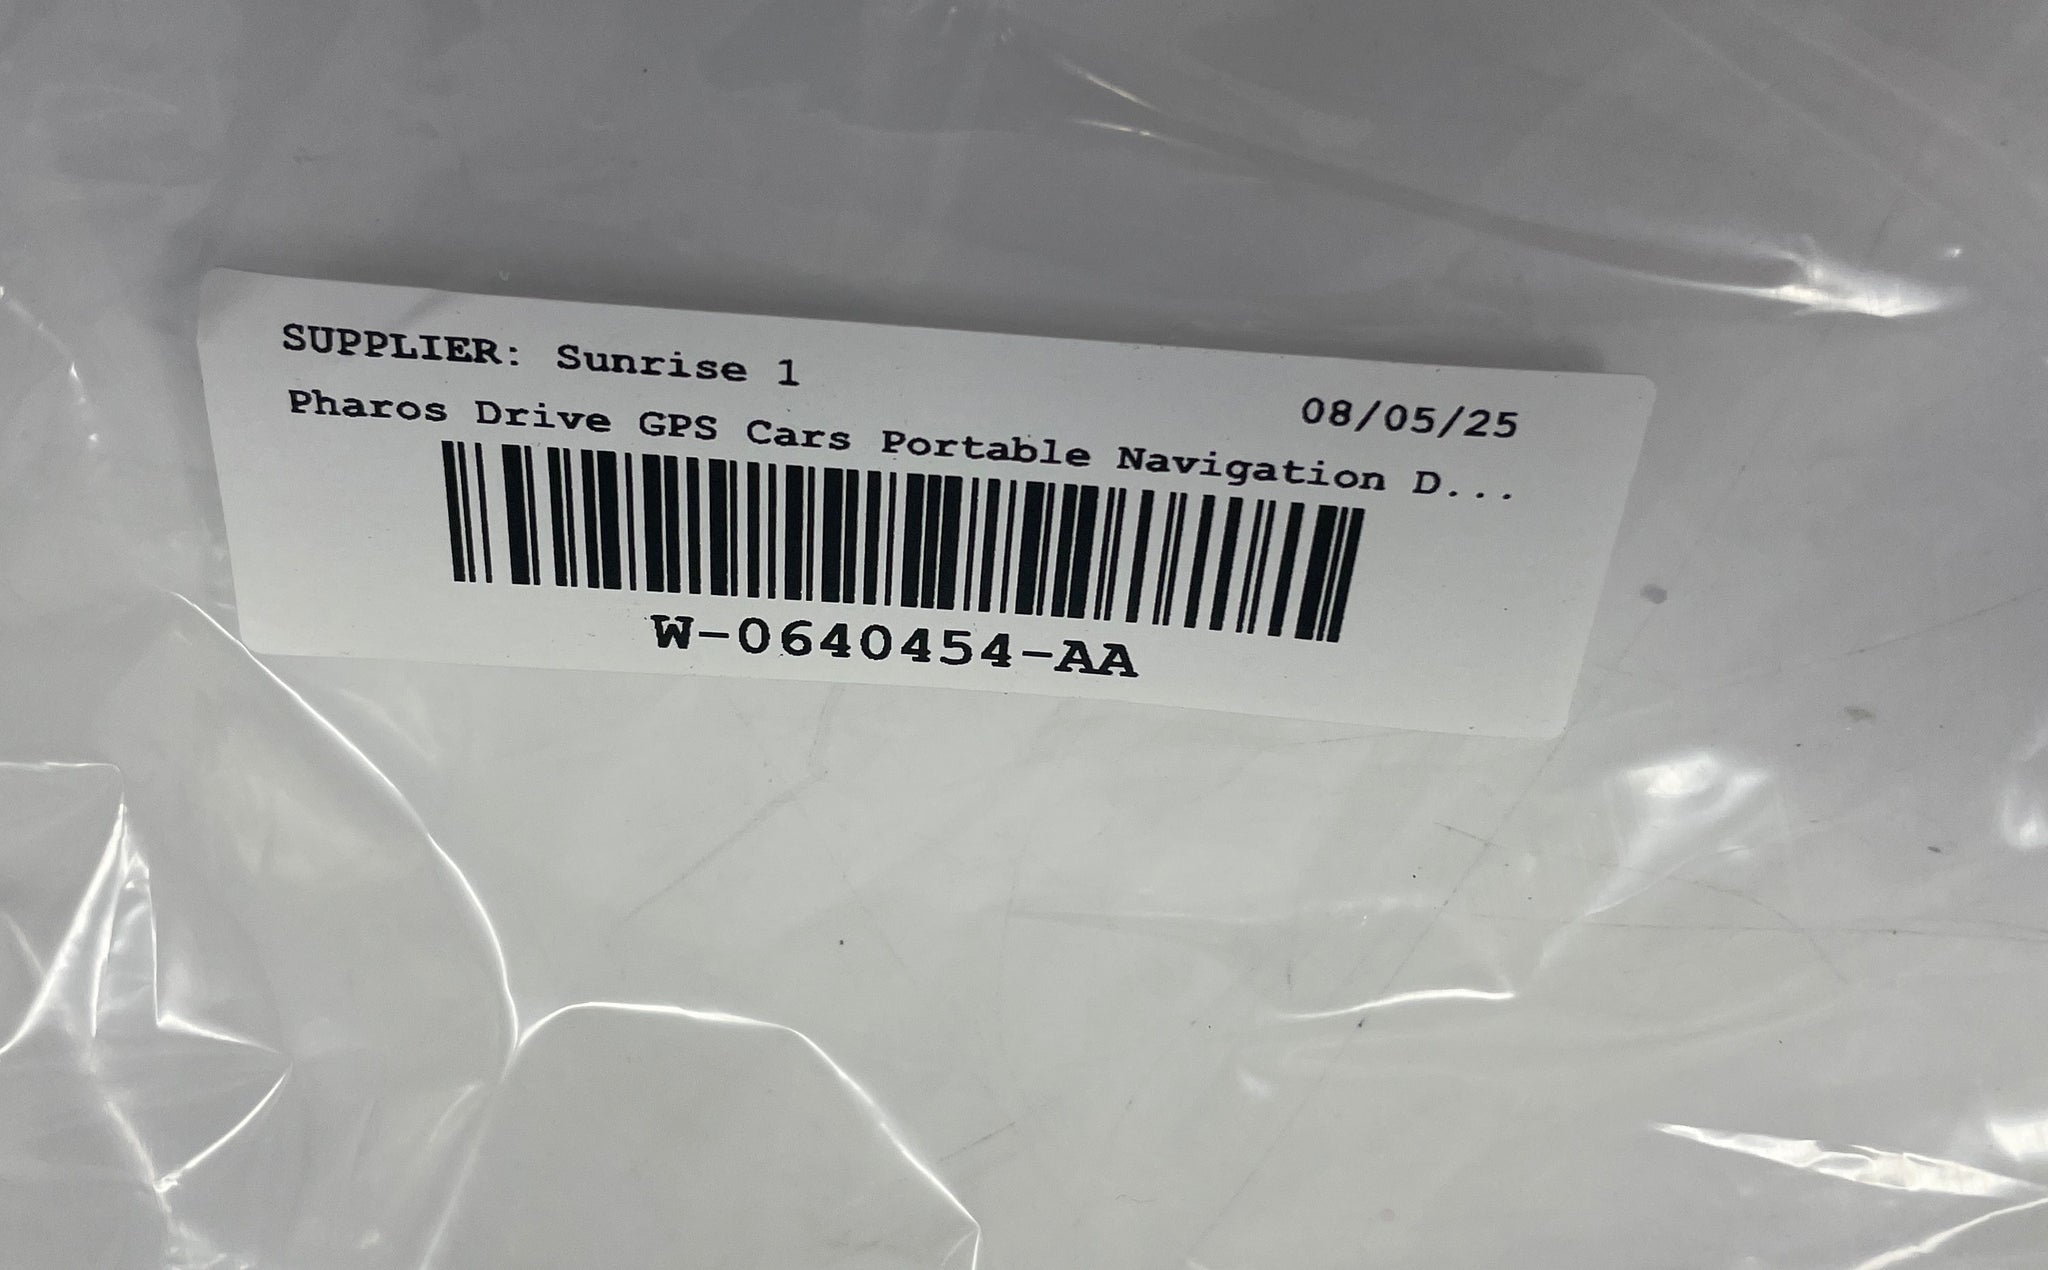 SUPPLIER: Sunrise 1
08/05/25
Pharos Drive GPS Cars Portable Navigation D...
W-0640454-AA